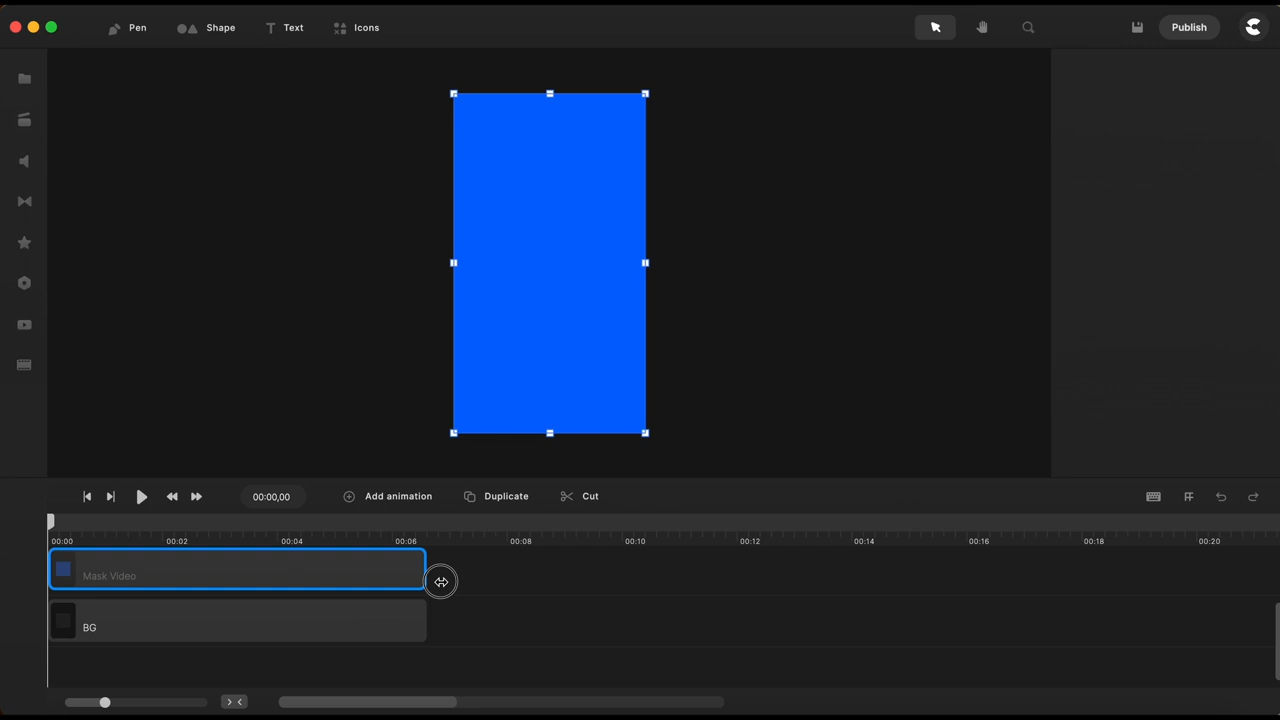 Pen Shape Text Icons Publish
00:00,00 Add animation Duplicate Cut
00:00 00:02 00:04 00:06 00:08 00:10 00:12 00:14 00:16 00:18 00:20
Mask Video
BG